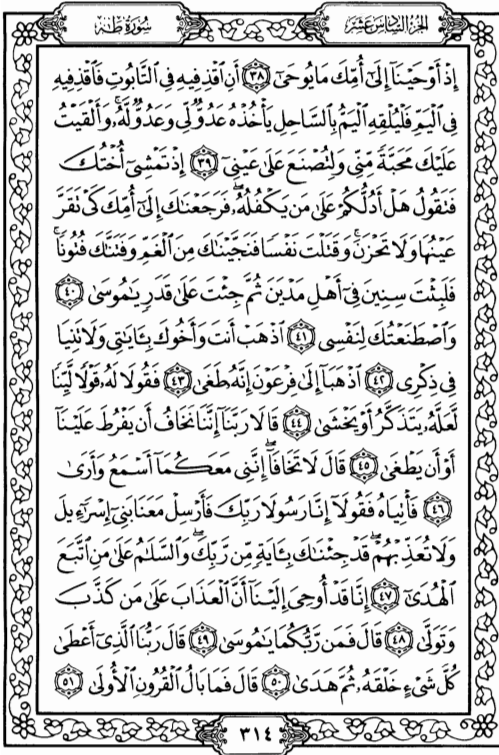 الجزء السادس عشر
سورة طه
إِذْ أَوْحَيْنَآ إِلَىٰٓ أُمِّكَ مَا يُوحَىٰٓ ٣٨ أَنِ ٱقْذِفِيهِ فِى ٱلتَّابُوتِ فَٱقْذِفِيهِ
فِى ٱلْيَمِّ فَلْيُلْقِهِ ٱلْيَمُّ بِٱلسَّاحِلِ يَأْخُذْهُ عَدُوٌّ لِّى وَعَدُوٌّ لَّهُۥ ۚ وَأَلْقَيْتُ
عَلَيْكَ مَحَبَّةً مِّنِّى وَلِتُصْنَعَ عَلَىٰ عَيْنِىٓ ٣٩ إِذْ تَمْشِىٓ أُخْتُكَ
فَتَقُولُ هَلْ أَدُلُّكُمْ عَلَىٰ مَن يَكْفُلُهُۥ ۖ فَرَجَعْنَٰكَ إِلَىٰٓ أُمِّكَ كَىْ تَقَرَّ
عَيْنُهَا وَلَا تَحْزَنَ ۚ وَقَتَلْتَ نَفْسًا فَنَجَّيْنَٰكَ مِنَ ٱلْغَمِّ وَفَتَنَّٰكَ فُتُونًا ۚ
فَلَبِثْتَ سِنِينَ فِىٓ أَهْلِ مَدْيَنَ ثُمَّ جِئْتَ عَلَىٰ قَدَرٍ يَٰمُوسَىٰ ٤٠
وَٱصْطَنَعْتُكَ لِنَفْسِى ٤١ ٱذْهَبْ أَنتَ وَأَخُوكَ بِـَٔايَٰتِى وَلَا تَنِيَا
فِى ذِكْرِى ٤٢ ٱذْهَبَآ إِلَىٰ فِرْعَوْنَ إِنَّهُۥ طَغَىٰ ٤٣ فَقُولَا لَهُۥ قَوْلًا لَّيِّنًا
لَّعَلَّهُۥ يَتَذَكَّرُ أَوْ يَخْشَىٰ ٤٤ قَالَا رَبَّنَآ إِنَّنَا نَخَافُ أَن يَفْرُطَ عَلَيْنَآ
أَوْ أَن يَطْغَىٰ ٤٥ قَالَ لَا تَخَافَآ ۖ إِنَّنِى مَعَكُمَآ أَسْمَعُ وَأَرَىٰ
٤٦ فَأْتِيَاهُ فَقُولَآ إِنَّا رَسُولَا رَبِّكَ فَأَرْسِلْ مَعَنَا بَنِىٓ إِسْرَٰٓءِيلَ
وَلَا تُعَذِّبْهُمْ ۖ قَدْ جِئْنَٰكَ بِـَٔايَةٍ مِّن رَّبِّكَ ۖ وَٱلسَّلَٰمُ عَلَىٰ مَنِ ٱتَّبَعَ
ٱلْهُدَىٰٓ ٤٧ إِنَّا قَدْ أُوحِىَ إِلَيْنَآ أَنَّ ٱلْعَذَابَ عَلَىٰ مَن كَذَّبَ
وَتَوَلَّىٰ ٤٨ قَالَ فَمَن رَّبُّكُمَا يَٰمُوسَىٰ ٤٩ قَالَ رَبُّنَا ٱلَّذِىٓ أَعْطَىٰ
كُلَّ شَىْءٍ خَلْقَهُۥ ثُمَّ هَدَىٰ ٥٠ قَالَ فَمَا بَالُ ٱلْقُرُونِ ٱلْأُولَىٰ ٥١
٣١٤